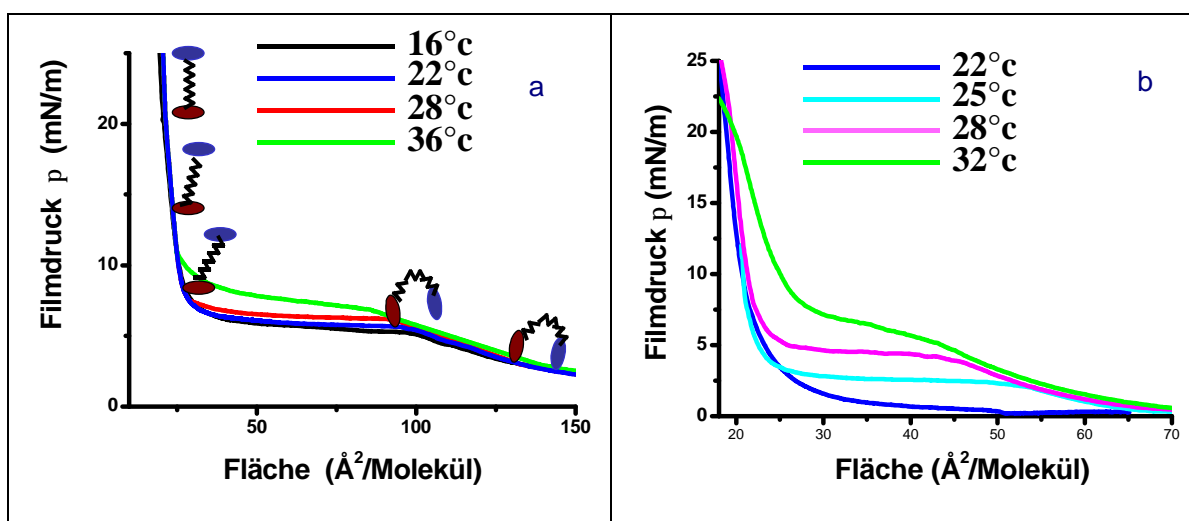 16°c
22°c
28°c
36°c
a
Filmdruck p (mN/m)
20
10
0
50
100
150
Fläche (Å²/Molekül)
22°c
25°c
28°c
32°c
b
Filmdruck p (mN/m)
25
20
15
10
5
0
20
30
40
50
60
70
Fläche (Å²/Molekül)